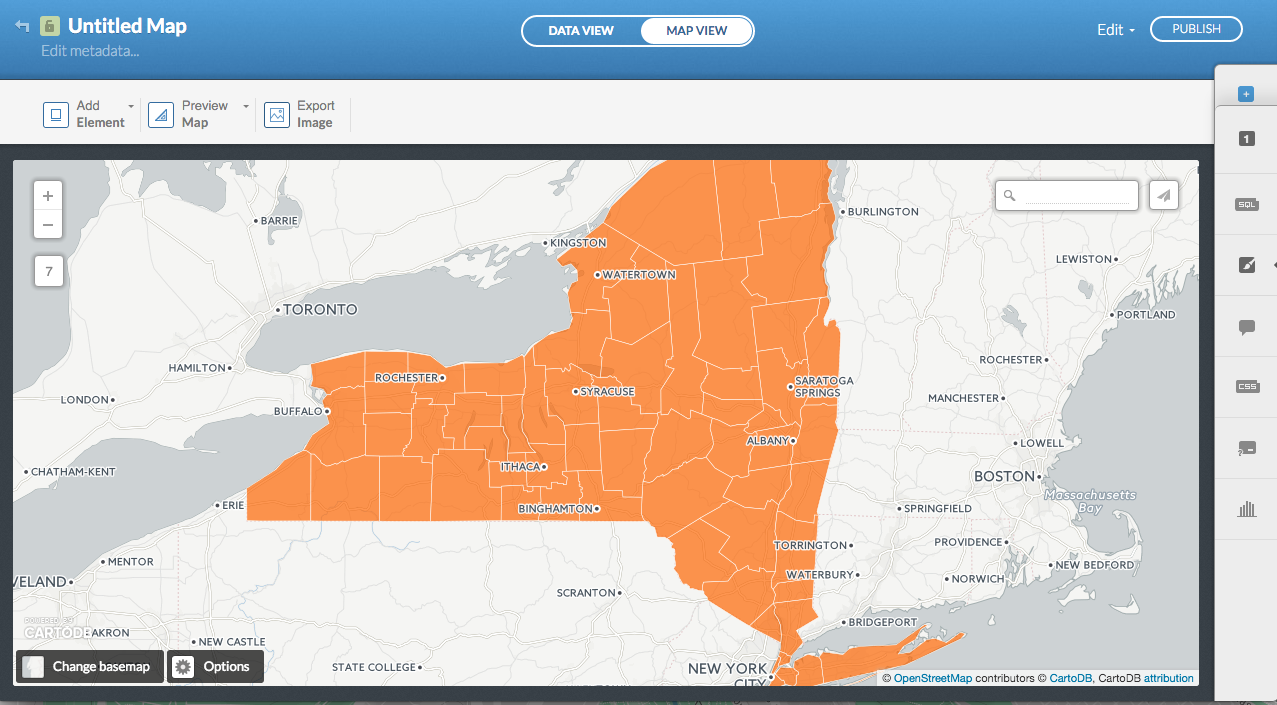 Untitled Map
Edit metadata...
DATA VIEW
MAP VIEW
Edit
PUBLISH
Add
Element
Preview
Map
Export
Image
+
1
SQL
CSS
+
−
7
BARRIE
BURLINGTON
KINGSTON
LEWISTON
WATERTOWN
TORONTO
PORTLAND
ROCHESTER
HAMILTON
ROCHESTER
SARATOGA
SPRINGS
SYRACUSE
LONDON
MANCHESTER
BUFFALO
ALBANY
LOWELL
ITHACA
CHATHAM-KENT
BOSTON
Massachusetts
Bay
ERIE
BINGHAMTON
SPRINGFIELD
TORRINGTON
PROVIDENCE
MENTOR
NEW BEDFORD
WATERBURY
NORWICH
VELAND
SCRANTON
POWERED BY
CARTODB
AKRON
BRIDGEPORT
NEW CASTLE
STATE COLLEGE
NEW YORK
CITY
Change basemap
Options
© OpenStreetMap contributors © CartoDB, CartoDB attribution